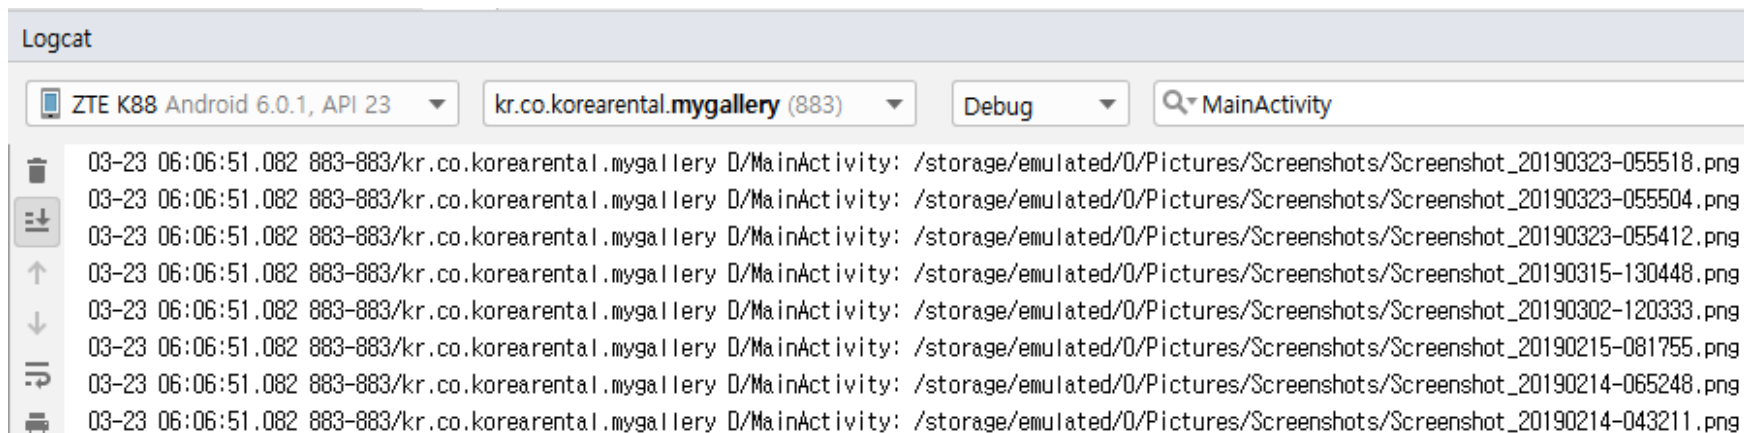 Logcat
ZTE K88 Android 6.0.1, API 23 kr.co.korearental.mygallery (883) Debug MainActivity
03-23 06:06:51.082 883-883/kr.co.korearental.mygallery D/MainActivity: /storage/emulated/0/Pictures/Screenshots/Screenshot_20190323-055518.png
03-23 06:06:51.082 883-883/kr.co.korearental.mygallery D/MainActivity: /storage/emulated/0/Pictures/Screenshots/Screenshot_20190323-055504.png
03-23 06:06:51.082 883-883/kr.co.korearental.mygallery D/MainActivity: /storage/emulated/0/Pictures/Screenshots/Screenshot_20190323-055412.png
03-23 06:06:51.082 883-883/kr.co.korearental.mygallery D/MainActivity: /storage/emulated/0/Pictures/Screenshots/Screenshot_20190315-130448.png
03-23 06:06:51.082 883-883/kr.co.korearental.mygallery D/MainActivity: /storage/emulated/0/Pictures/Screenshots/Screenshot_20190302-120333.png
03-23 06:06:51.082 883-883/kr.co.korearental.mygallery D/MainActivity: /storage/emulated/0/Pictures/Screenshots/Screenshot_20190215-081755.png
03-23 06:06:51.082 883-883/kr.co.korearental.mygallery D/MainActivity: /storage/emulated/0/Pictures/Screenshots/Screenshot_20190214-065248.png
03-23 06:06:51.082 883-883/kr.co.korearental.mygallery D/MainActivity: /storage/emulated/0/Pictures/Screenshots/Screenshot_20190214-043211.png